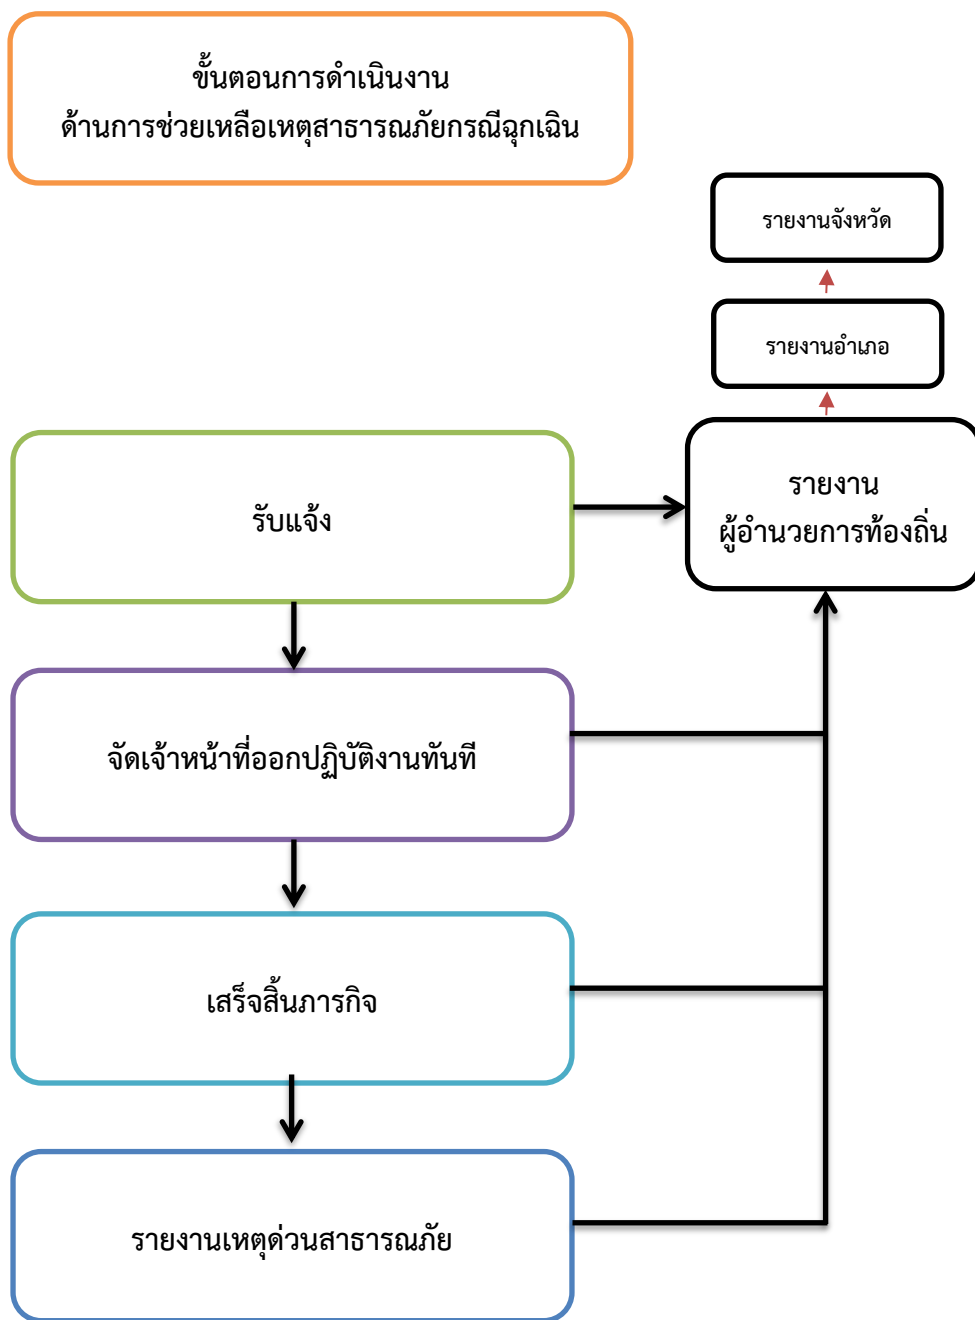 ขั้นตอนการดำเนินงาน
ด้านการช่วยเหลือเหตุสาธารณภัยกรณีฉุกเฉิน
รายงานจังหวัด
รายงานอำเภอ
รายงาน
ผู้อำนวยการท้องถิ่น
รับแจ้ง
จัดเจ้าหน้าที่ออกปฏิบัติงานทันที
เสร็จสิ้นภารกิจ
รายงานเหตุด่วนสาธารณภัย